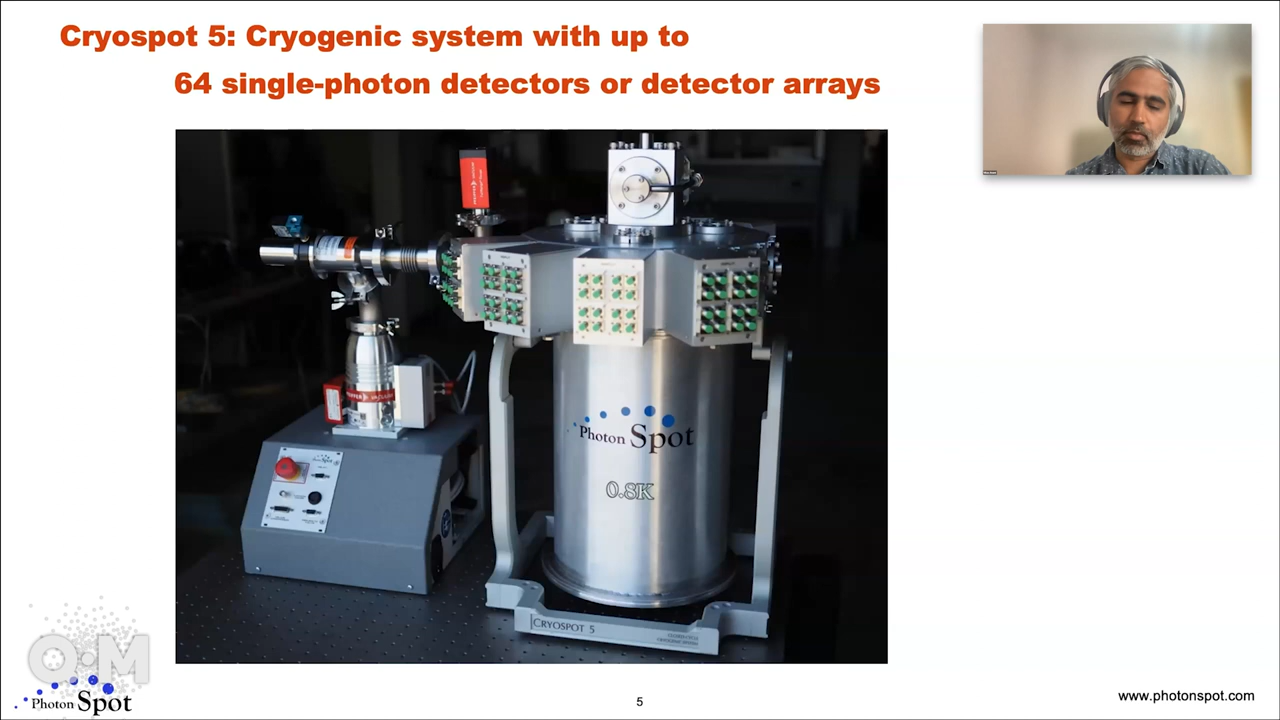 Cryospot 5: Cryogenic system with up to
64 single-photon detectors or detector arrays
Photon Spot
0.8K
CRYOSPOT 5
QM
Photon Spot
5
www.photonspot.com